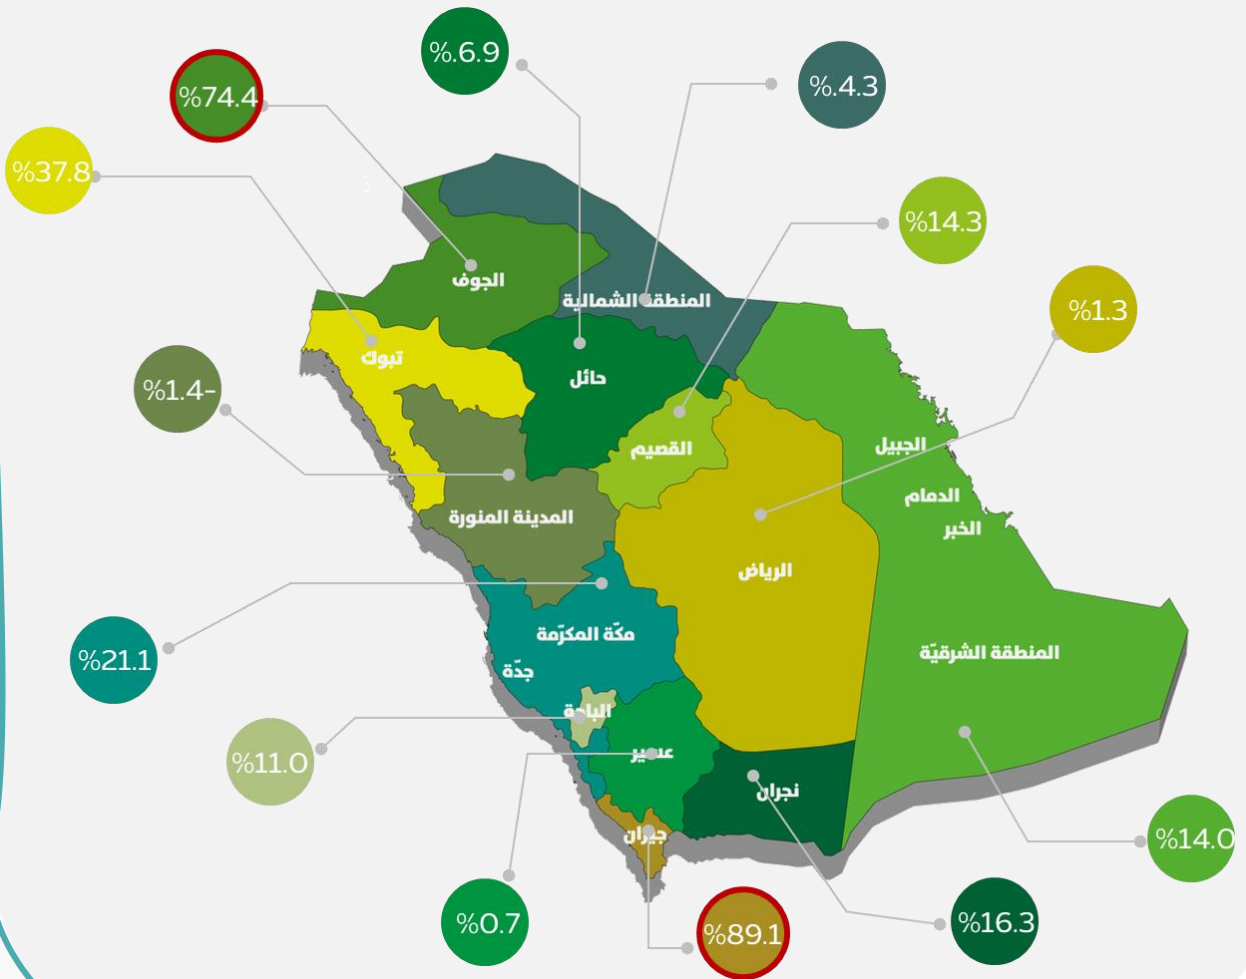 %.6.9
%.4.3
%74.4
%37.8
%14.3
%1.3
الجوف
المنطقة الشمالية
تبوك
حائل
%1.4-
القصيم
الجبيل
الدمام
الخبر
المدينة المنورة
الرياض
مكّة المكرّمة
المنطقة الشرقيّة
%21.1
جدّة
الباحة
%11.0
عسير
نجران
جيزان
%14.0
%0.7
%89.1
%16.3